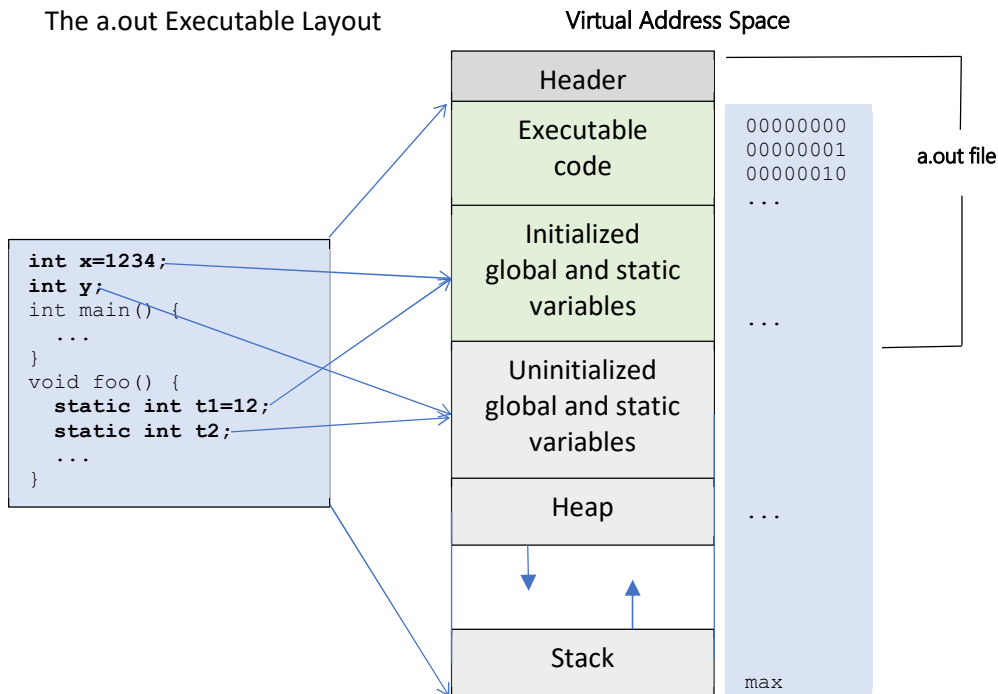 The a.out Executable Layout
Virtual Address Space
int x=1234;
int y;
int main() {
...
}
void foo() {
static int t1=12;
static int t2;
...
}
Header
Executable
code
Initialized
global and static
variables
Uninitialized
global and static
variables
Heap
Stack
00000000
00000001
00000010
...
...
...
max
a.out file